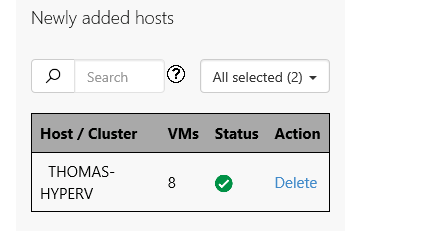 Newly added hosts
Search
?
All selected (2)
Host / Cluster VMs Status Action
THOMAS-
HYPERV 8 Delete